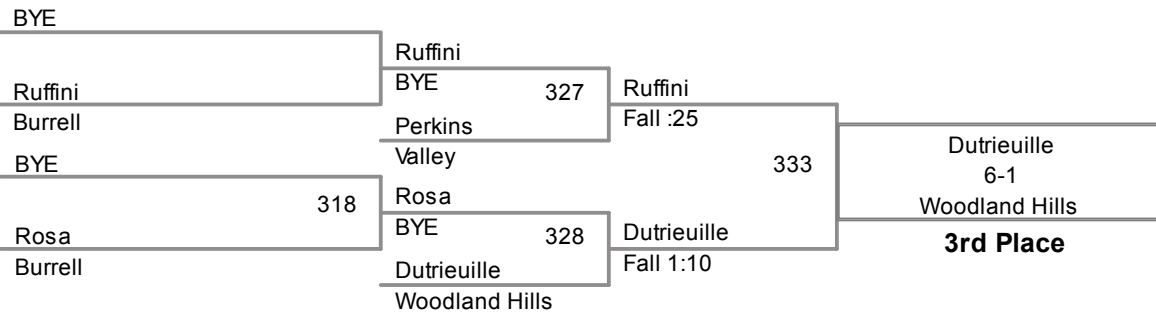 BYE
Ruffini
Burrell
BYE
318
Rosa
Burrell
Ruffini
BYE
327
Perkins
Valley
Rosa
BYE
328
Dutrieuille
Woodland Hills
Ruffini
Fall :25
333
Dutrieuille
Fall 1:10
Dutrieuille
6-1
Woodland Hills
3rd Place